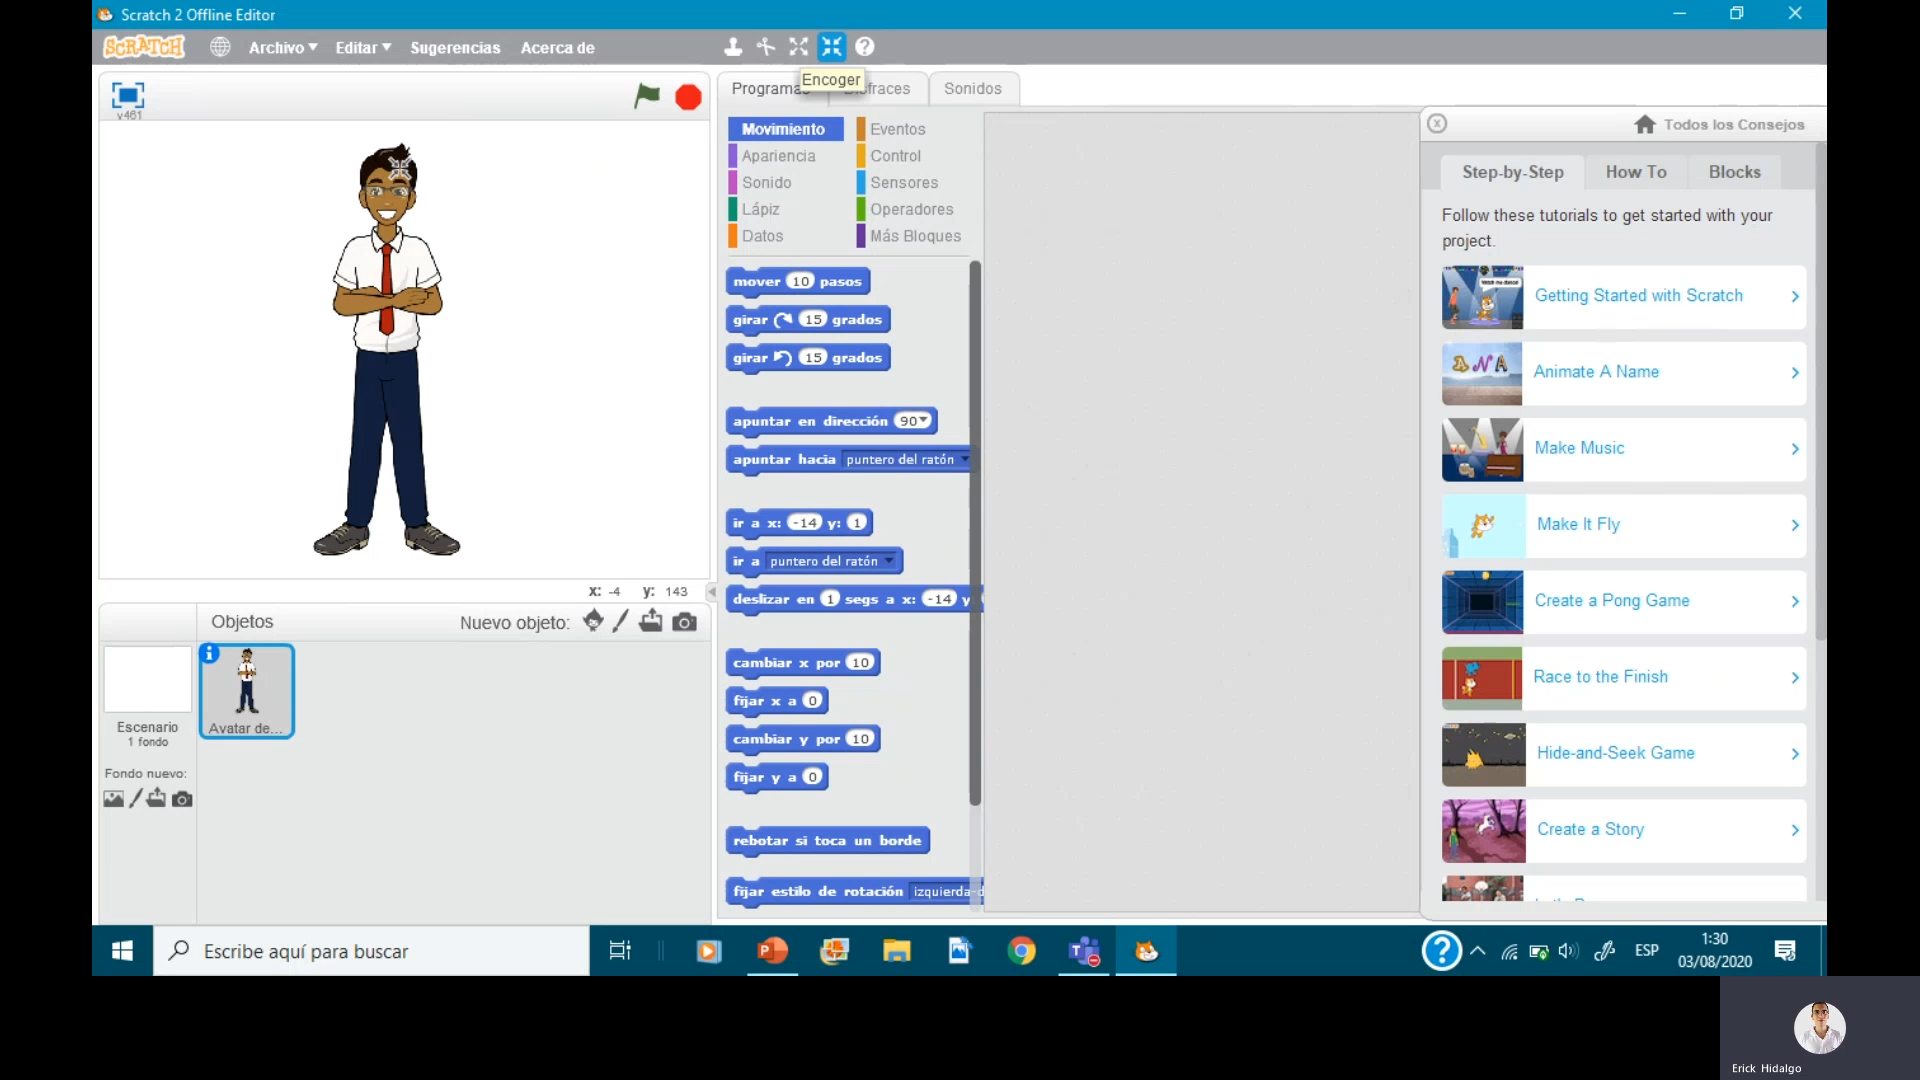 Scratch 2 Offline Editor
SCRATCH
Archivo
Editar
Sugerencias
Acerca de
Encoger
v461
Programas
Sonidos
Movimiento
Apariencia
Sonido
Lápiz
Datos
Eventos
Control
Sensores
Operadores
Más Bloques
mover 10 pasos
girar 15 grados
girar 15 grados
apuntar en dirección 90
apuntar hacia puntero del ratón
ir a x: -14 y: 1
ir a puntero del ratón
deslizar en 1 segs a x: -14 y
cambiar x por 10
fijar x a 0
cambiar y por 10
fijar y a 0
rebotar si toca un borde
fijar estilo de rotación izquierda-d
x: -4 y: 143
Objetos
Nuevo objeto:
Escenario
1 fondo
Fondo nuevo:
Avatar de...
Todos los Consejos
Step-by-Step
How To
Blocks
Follow these tutorials to get started with your
project.
Getting Started with Scratch
Animate A Name
Make Music
Make It Fly
Create a Pong Game
Race to the Finish
Hide-and-Seek Game
Create a Story
Escribe aquí para buscar
ESP
1:30
03/08/2020
Erick Hidalgo